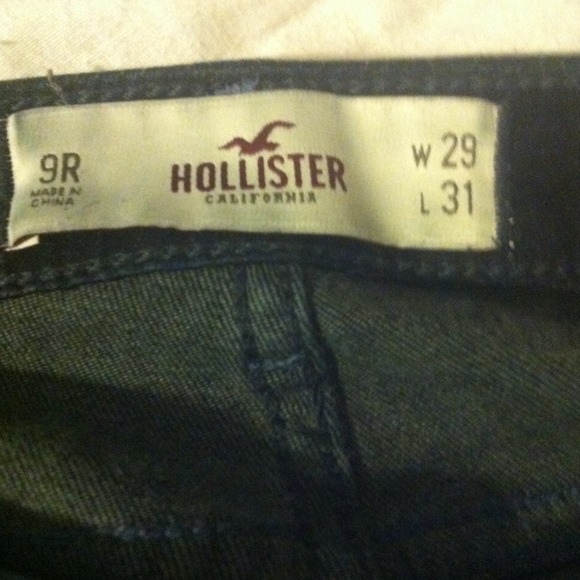 9R
MADE IN
CHINA
HOLLISTER
CALIFORNIA
W 29
L 31